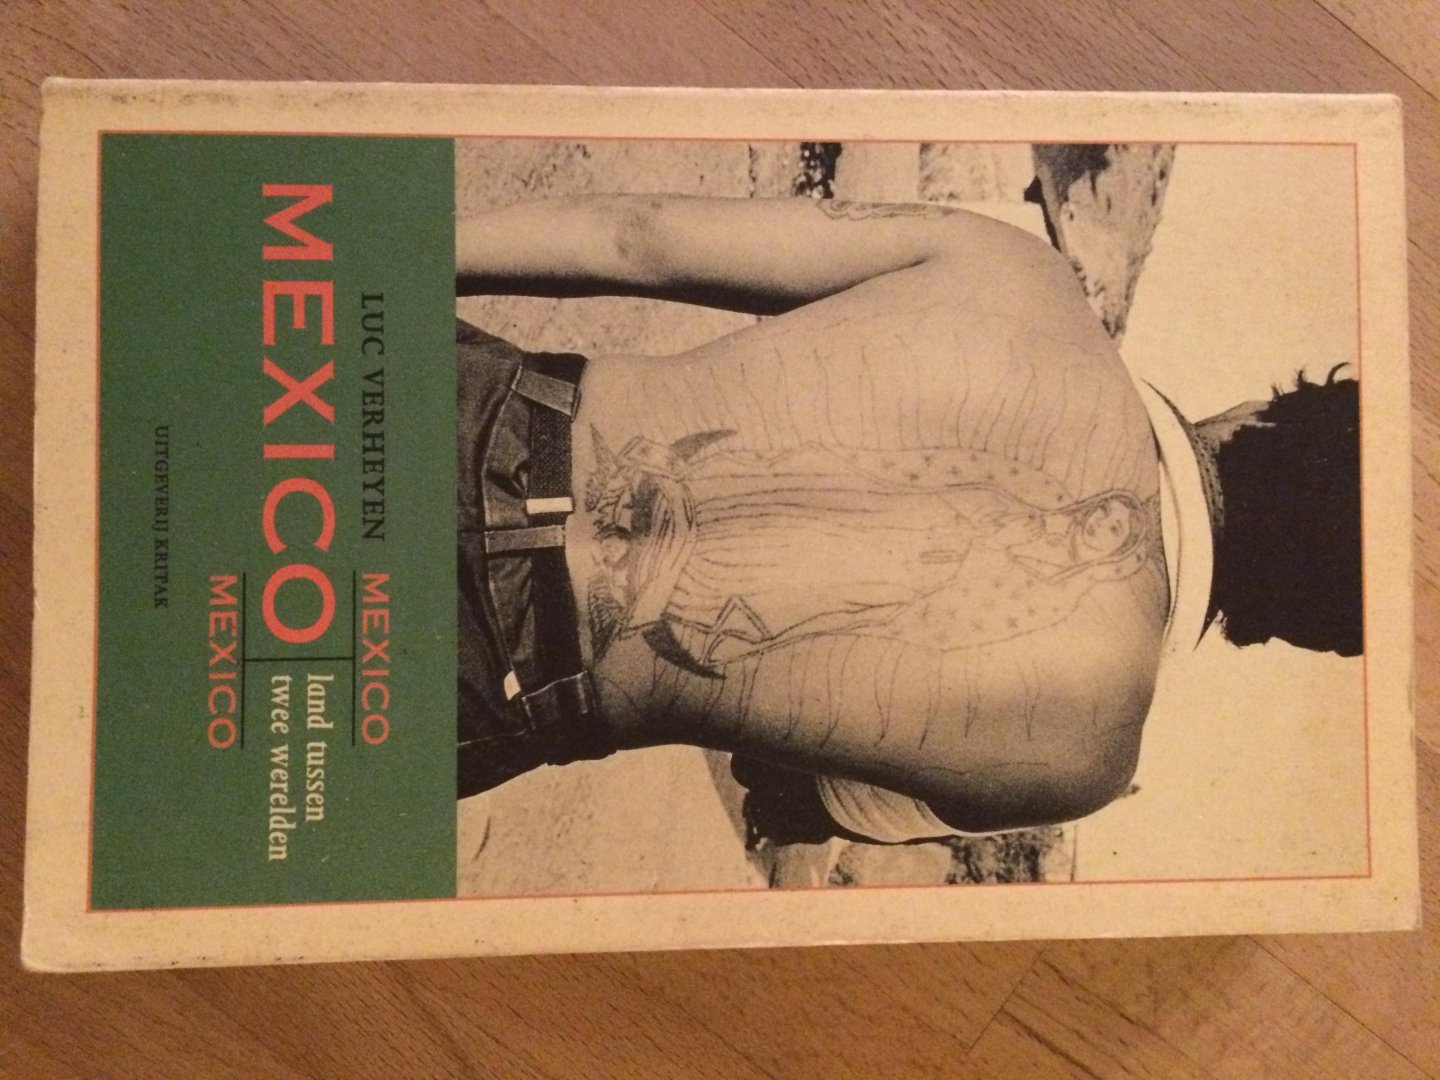 LUC VERHEYEN
MEXICO
MEXICO
land tussen
twee werelden
MEXICO
UITGEVERIJ KRITAK